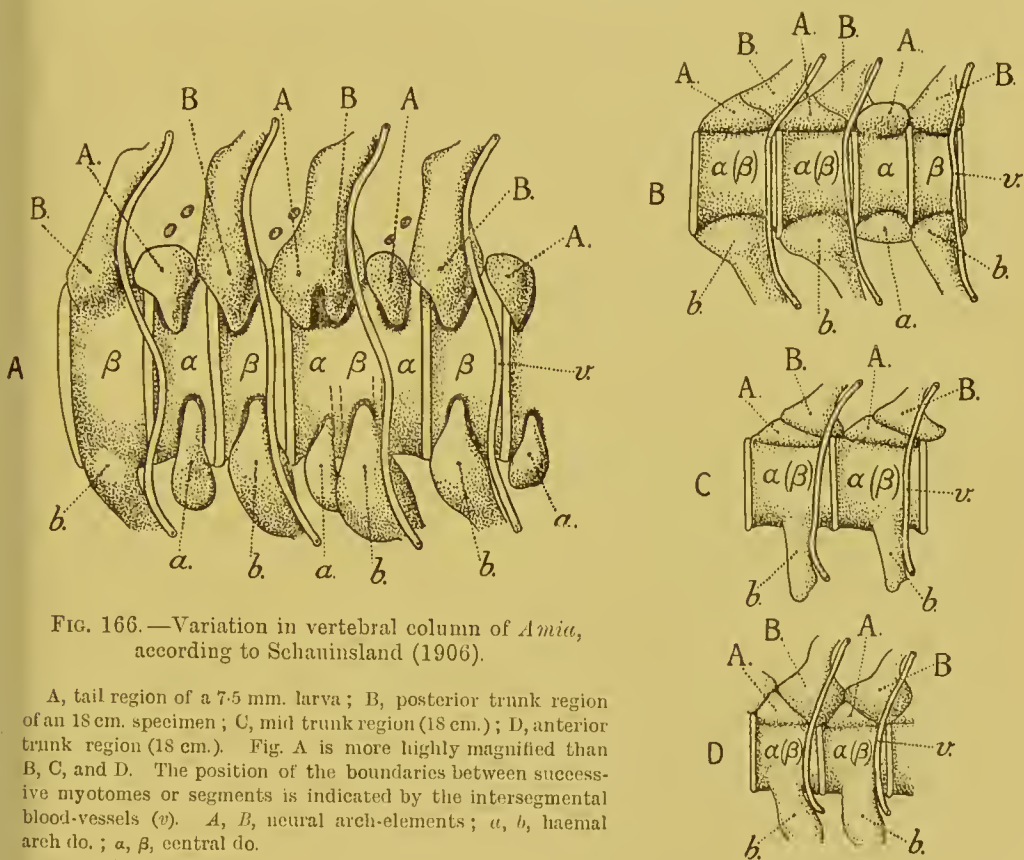 B A B A
A.
B.
A
β α β α β α β
v.
A.
b. a. b. a. b. b. a.
A. B. A. B. A. B.
B
α (β) α (β) α β
v.
b. b. a. b.
A. B. A. B.
C
α (β) α (β)
v.
b. b.
A. B. A. B
D
α(β) α(β)
v.
b. b.
FIG. 166.—Variation in vertebral column of Amia,
according to Schauinsland (1906).
A, tail region of a 7·5 mm. larva ; B, posterior trunk region
of an 18 cm. specimen ; C, mid trunk region (18 cm.) ; D, anterior
trunk region (18 cm.). Fig. A is more highly magnified than
B, C, and D. The position of the boundaries between success-
ive myotomes or segments is indicated by the intersegmental
blood-vessels (v). A, B, neural arch-elements ; a, b, haemal
arch do. ; α, β, central do.